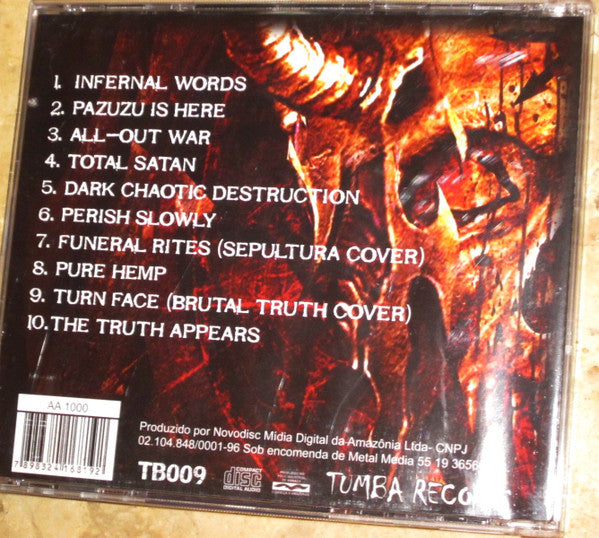 1. INFERNAL WORDS
2. PAZUZU IS HERE
3. ALL-OUT WAR
4. TOTAL SATAN
5. DARK CHAOTIC DESTRUCTION
6. PERISH SLOWLY
7. FUNERAL RITES (SEPULTURA COVER)
8. PURE HEMP
9. TURN FACE (BRUTAL TRUTH COVER)
10. THE TRUTH APPEARS
AA 1000
7 898324 168192
Produzido por Novodisc Mídia Digital da Amazônia Ltda- CNPJ
02.104.848/0001-96 Sob encomenda de Metal Media 55 19 3656
TB009
COMPACT
disc
DIGITAL AUDIO
TUMBA RECO